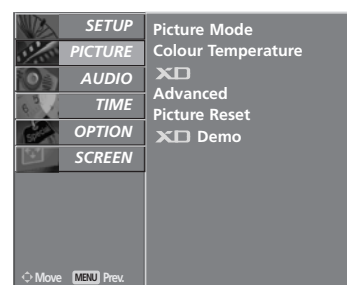 SETUP
PICTURE
AUDIO
TIME
OPTION
SCREEN
Move MENU Prev.
Picture Mode
Colour Temperature
XD
Advanced
Picture Reset
XD Demo